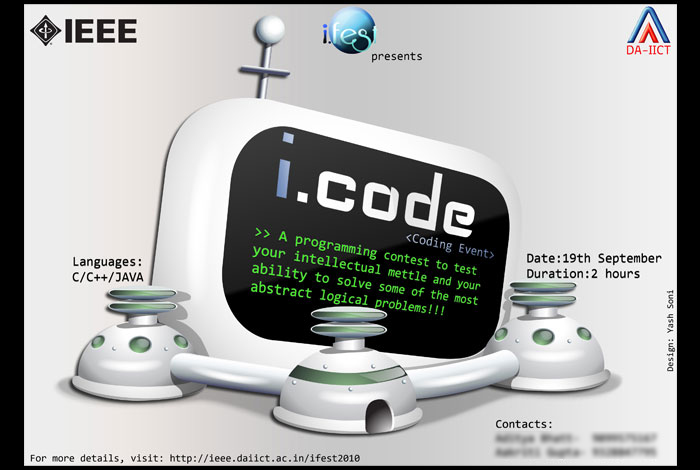 IEEE
i.fest
presents
DA-IICT
i.code
<Coding Event>
>> A programming contest to test
your intellectual mettle and your
ability to solve some of the most
abstract logical problems!!!
Languages:
C/C++/JAVA
Date:19th September
Duration:2 hours
Design: Yash Soni
Contacts:
For more details, visit: http://ieee.daiict.ac.in/ifest2010